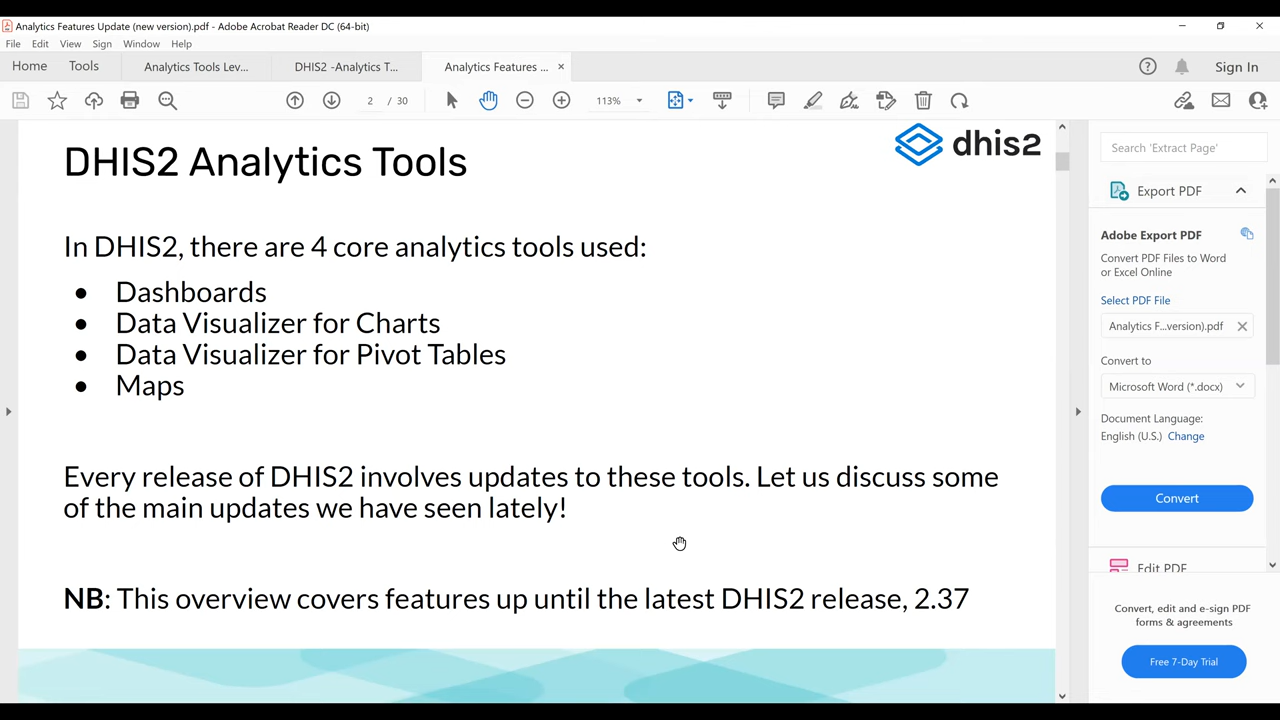 Analytics Features Update (new version).pdf - Adobe Acrobat Reader DC (64-bit)
File Edit View Sign Window Help
Home Tools Analytics Tools Lev... DHIS2 -Analytics T... Analytics Features ... ×
? Sign In
2 / 30 113%
DHIS2 Analytics Tools
dhis2
In DHIS2, there are 4 core analytics tools used:
● Dashboards
● Data Visualizer for Charts
● Data Visualizer for Pivot Tables
● Maps
Every release of DHIS2 involves updates to these tools. Let us discuss some
of the main updates we have seen lately!
NB: This overview covers features up until the latest DHIS2 release, 2.37
Search 'Extract Page'
Export PDF
Adobe Export PDF
Convert PDF Files to Word
or Excel Online
Select PDF File
Analytics F...version).pdf
Convert to
Microsoft Word (*.docx)
Document Language:
English (U.S.) Change
Convert
Edit PDF
Convert, edit and e-sign PDF
forms & agreements
Free 7-Day Trial